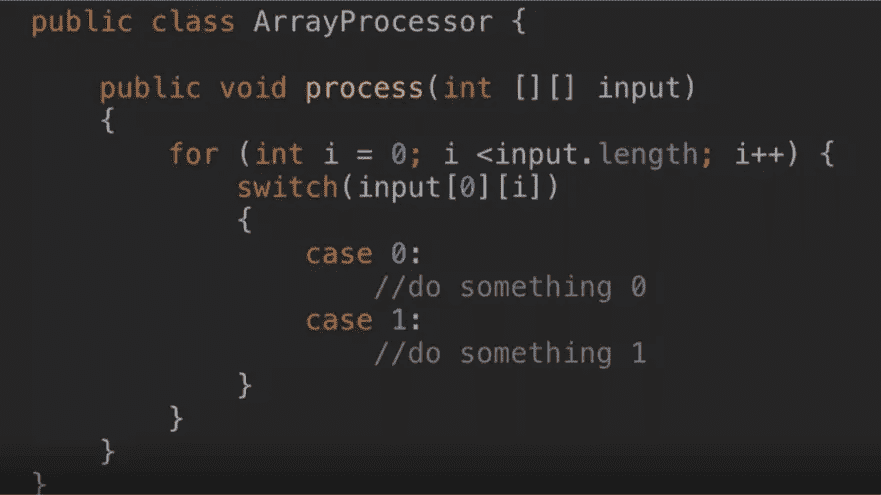 public class ArrayProcessor {
public void process(int [][] input)
{
for (int i = 0; i <input.length; i++) {
switch(input[0][i])
{
case 0:
//do something 0
case 1:
//do something 1
}
}
}
}